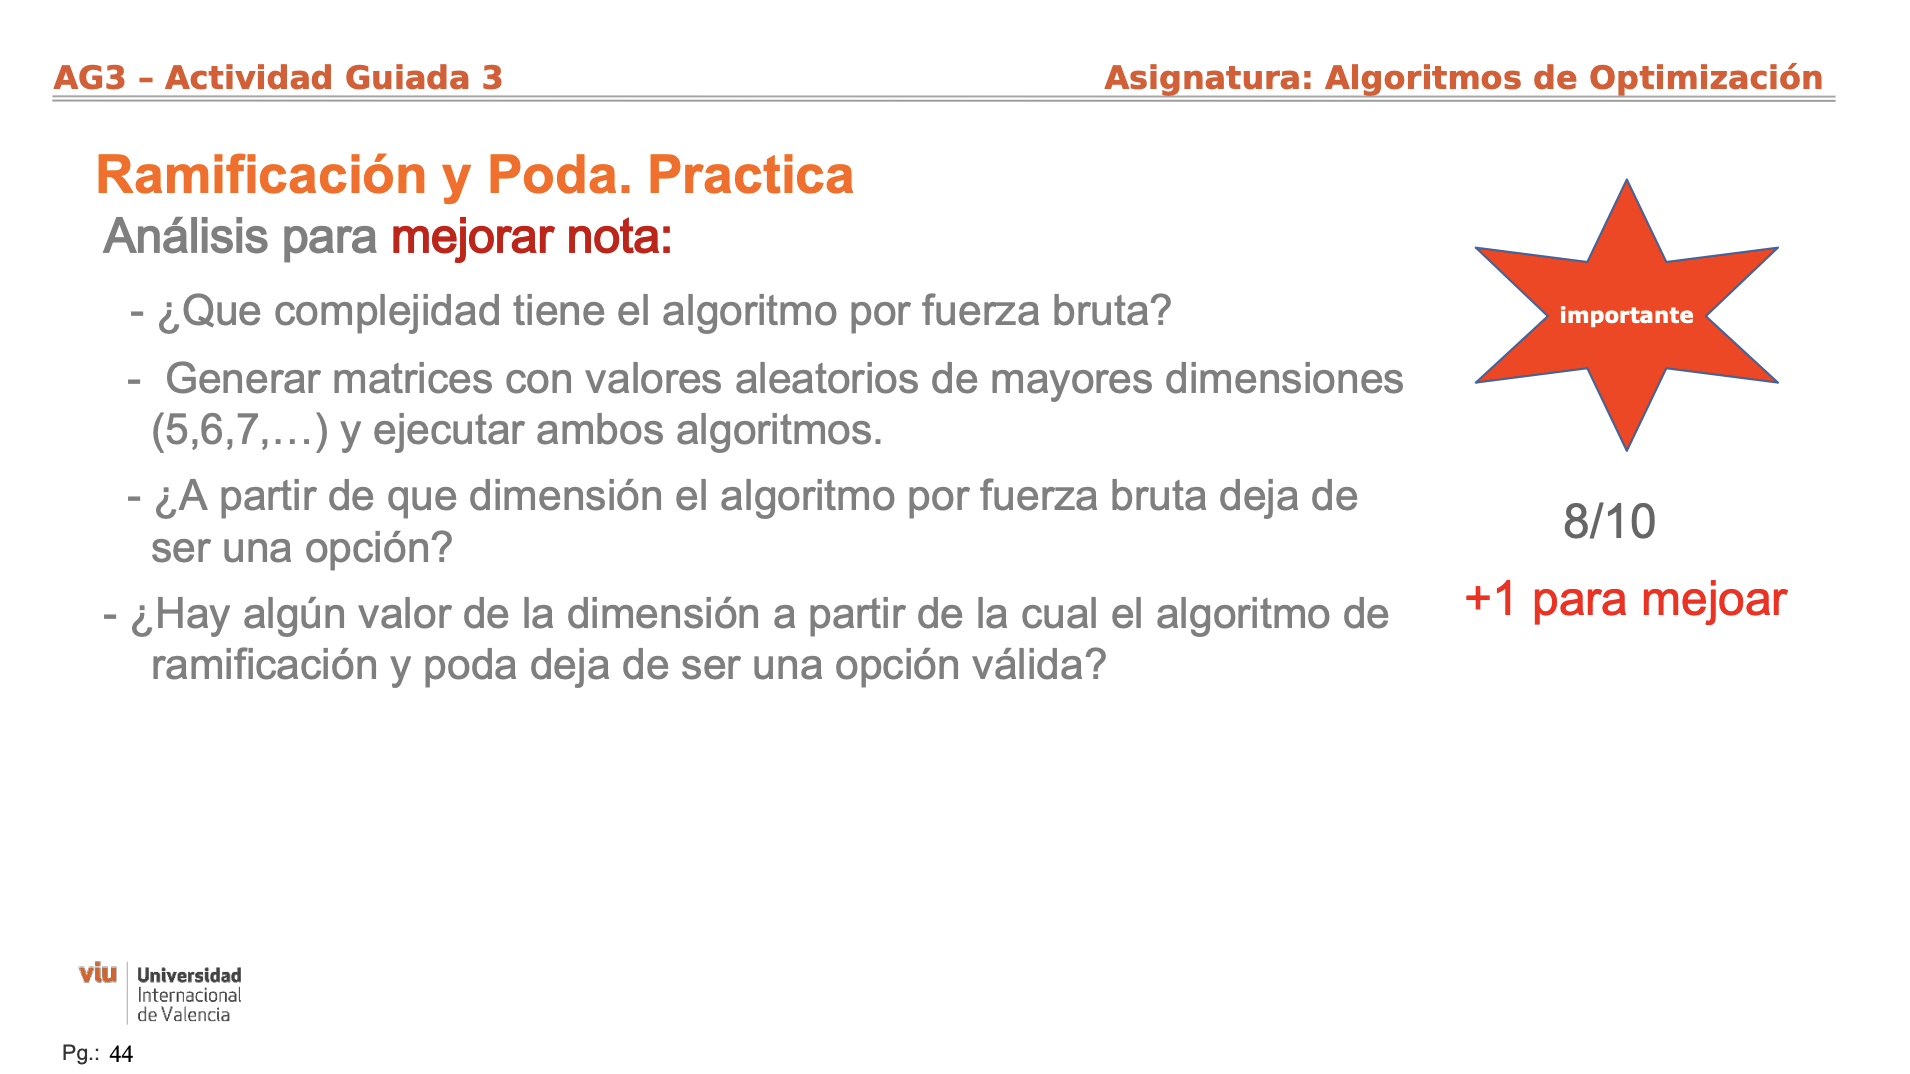 AG3 – Actividad Guiada 3
Asignatura: Algoritmos de Optimización
Ramificación y Poda. Practica
Análisis para mejorar nota:
- ¿Que complejidad tiene el algoritmo por fuerza bruta?
- Generar matrices con valores aleatorios de mayores dimensiones
(5,6,7,…) y ejecutar ambos algoritmos.
- ¿A partir de que dimensión el algoritmo por fuerza bruta deja de
ser una opción?
- ¿Hay algún valor de la dimensión a partir de la cual el algoritmo de
ramificación y poda deja de ser una opción válida?
importante
8/10
+1 para mejoar
viu
Universidad
Internacional
de Valencia
Pg.: 44